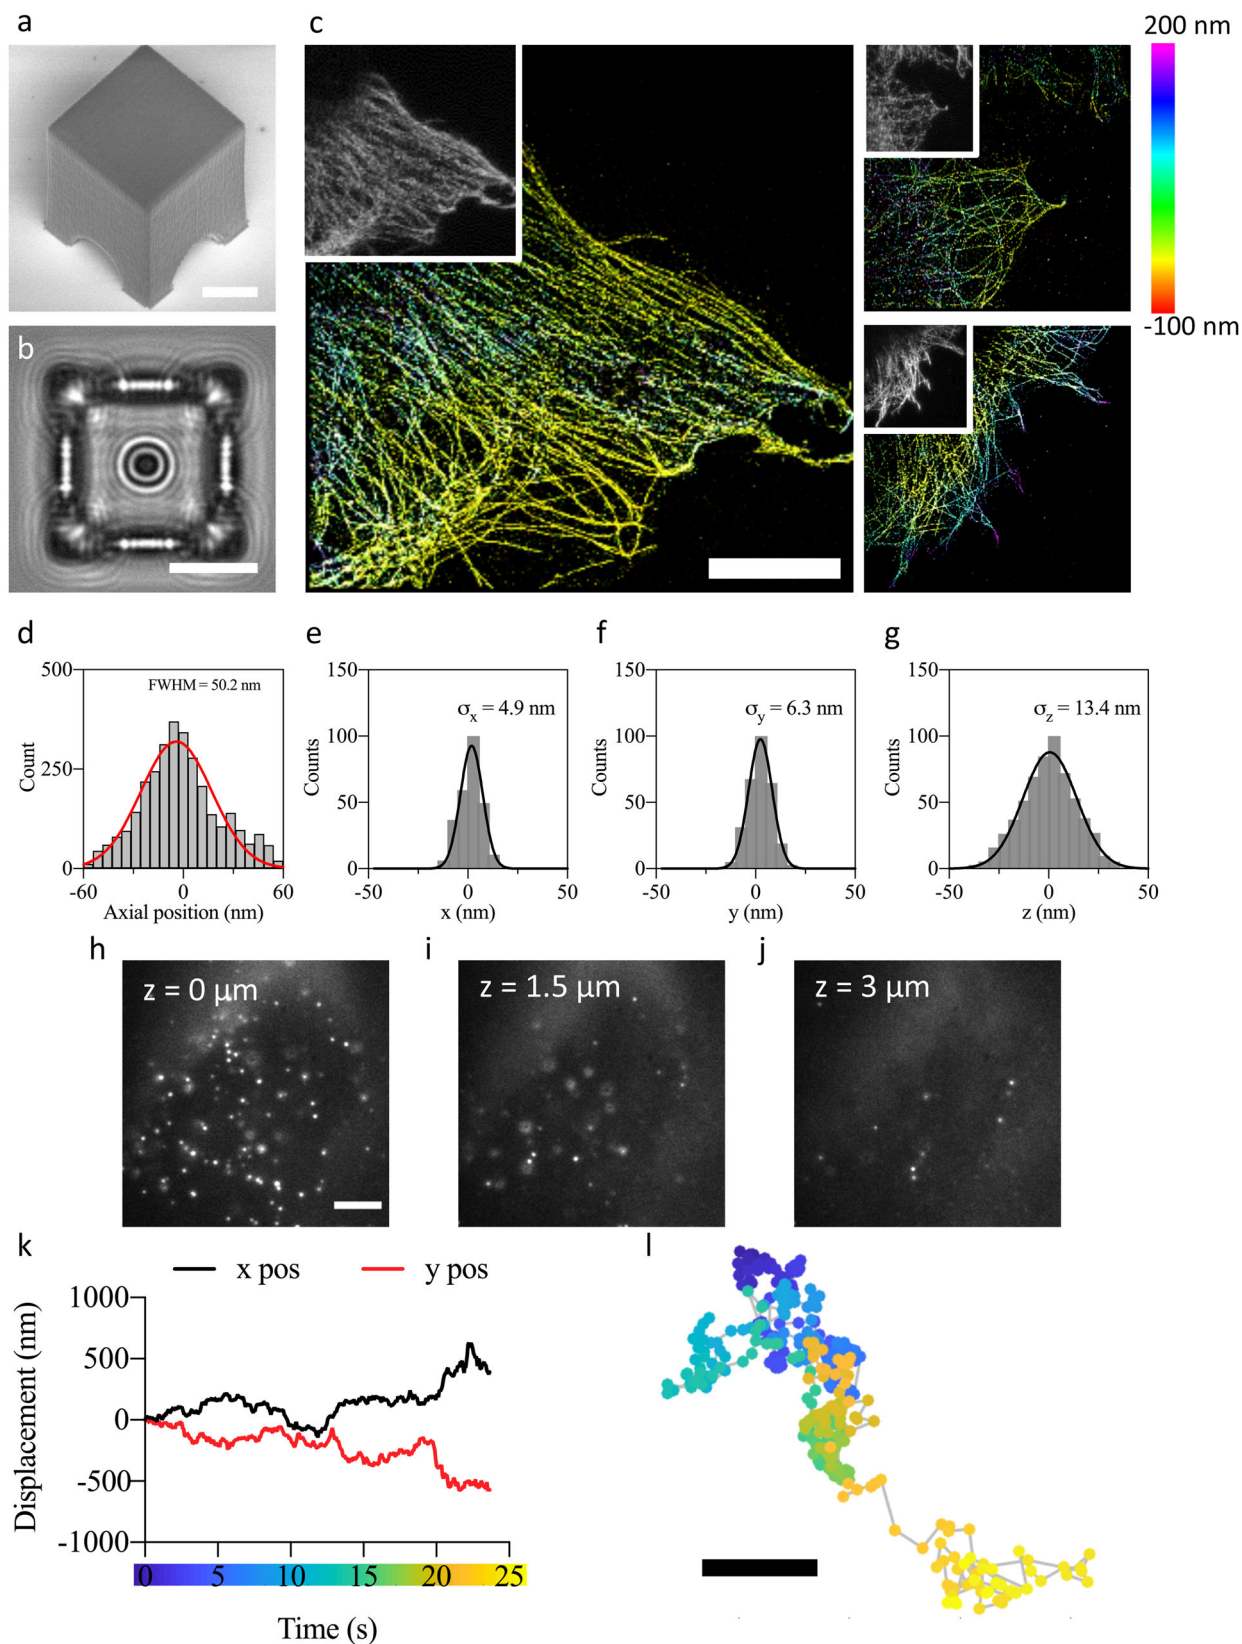 a
c
200 nm
-100 nm
b
d
e
f
g
500
250
0
-60
0
60
Count
Axial position (nm)
FWHM = 50.2 nm
150
100
50
0
-50
0
50
Counts
x (nm)
σx = 4.9 nm
150
100
50
0
-50
0
50
Counts
y (nm)
σy = 6.3 nm
150
100
50
0
-50
0
50
Counts
z (nm)
σz = 13.4 nm
h
i
j
z = 0 µm
z = 1.5 µm
z = 3 µm
k
l
x pos
y pos
1000
500
0
-500
-1000
Displacement (nm)
0 5 10 15 20 25
Time (s)